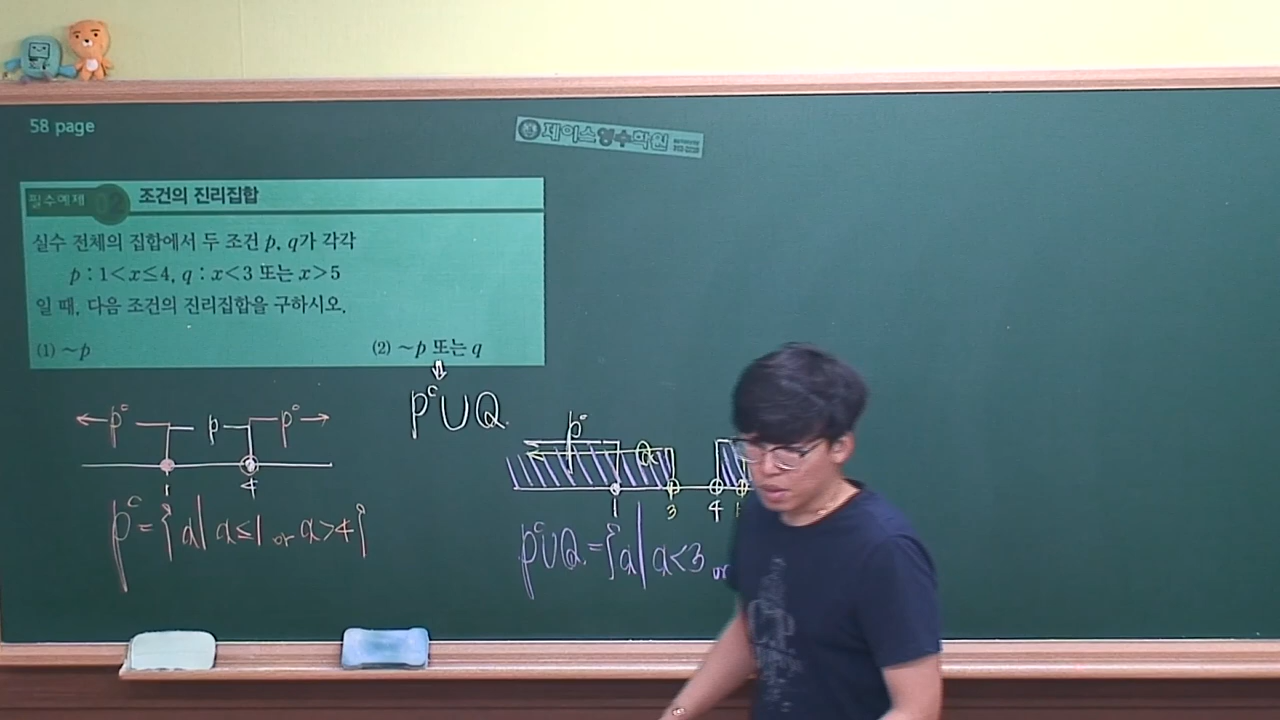 58 page
제이스영수학원
필수예제 02 조건의 진리집합
실수 전체의 집합에서 두 조건 p, q가 각각
p : 1<x≤4, q : x<3 또는 x>5
일 때, 다음 조건의 진리집합을 구하시오.
(1) ~p (2) ~p 또는 q
⇓
P^c∪Q
P^c P P^c
1 4
P^c={x|x≤1 or x>4}
P^c Q
1 3 4
P^c∪Q={x|x<3 or